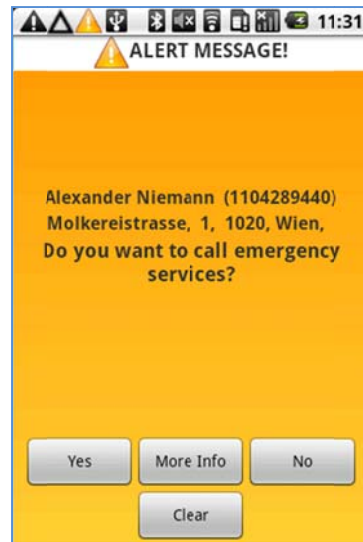 11:31
ALERT MESSAGE!
Alexander Niemann (1104289440)
Molkereistrasse, 1, 1020, Wien,
Do you want to call emergency
services?
Yes More Info No
Clear